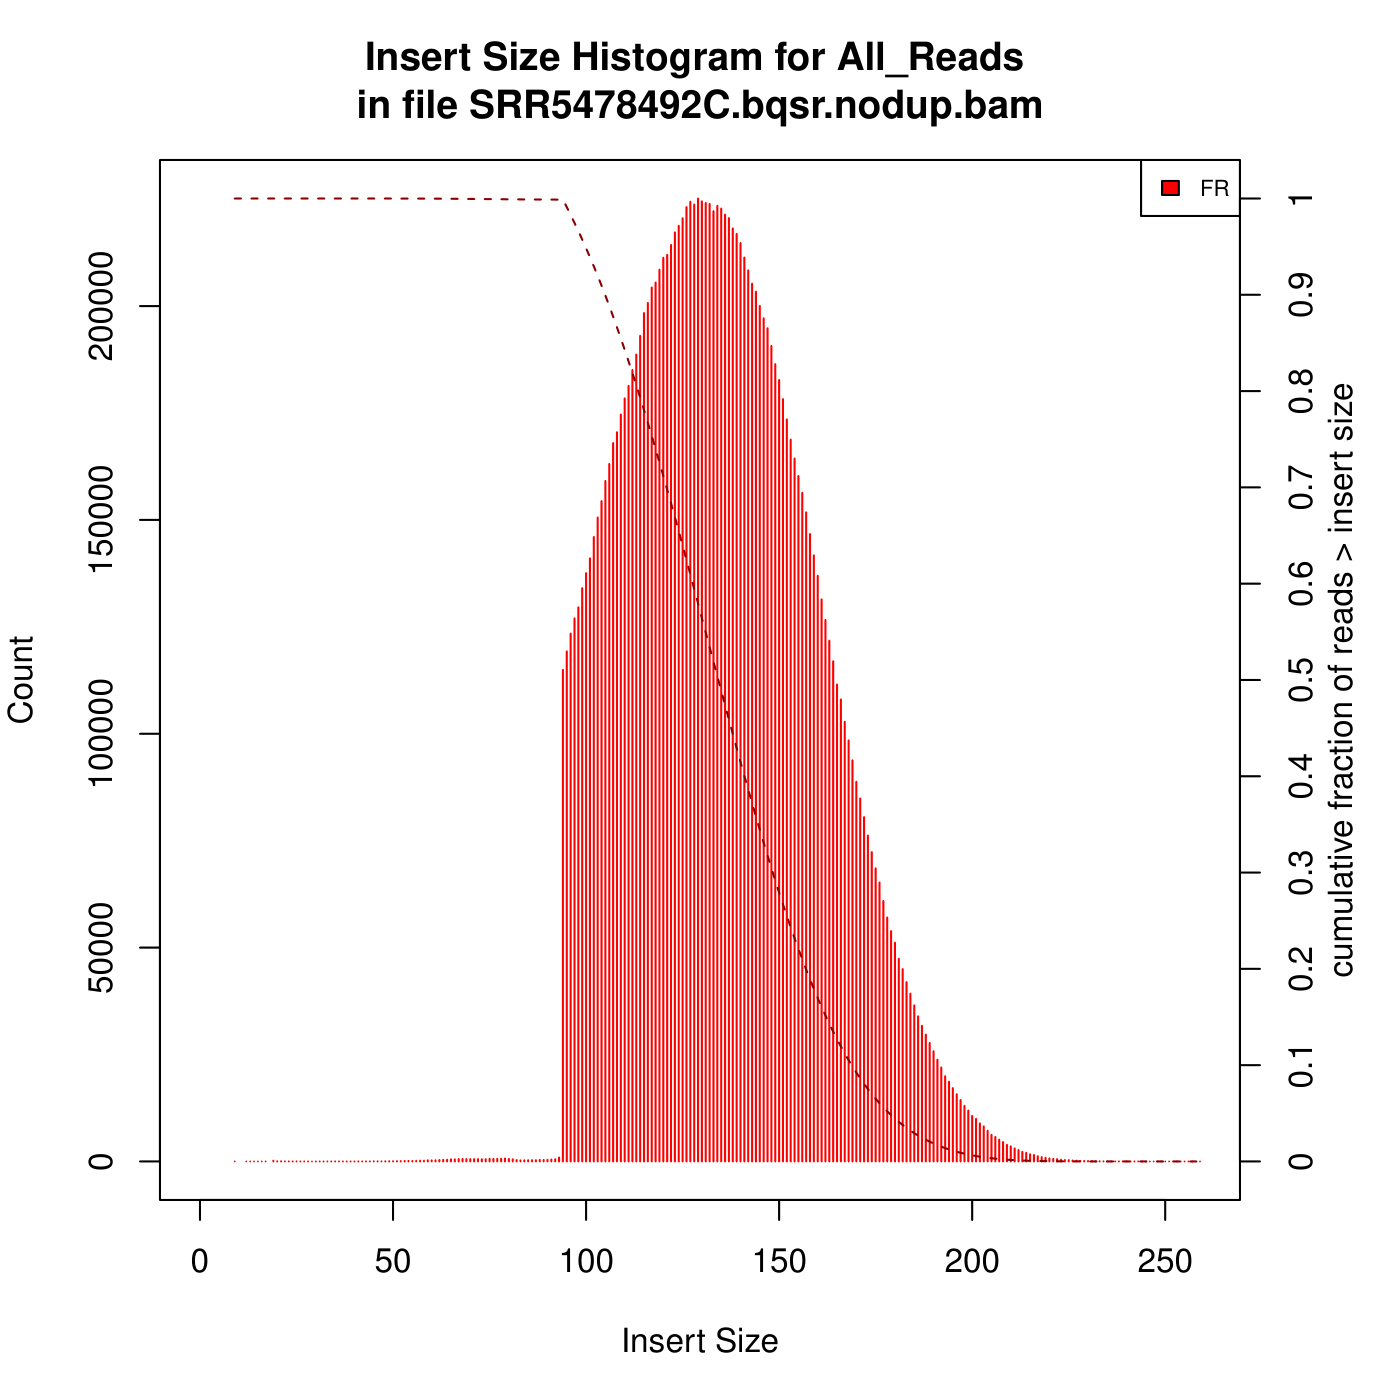 Insert Size Histogram for All_Reads
in file SRR5478492C.bqsr.nodup.bam
FR
Count
0
50000
100000
150000
200000
0
0.1
0.2
0.3
0.4
0.5
0.6
0.7
0.8
0.9
1
cumulative fraction of reads > insert size
0 50 100 150 200 250
Insert Size